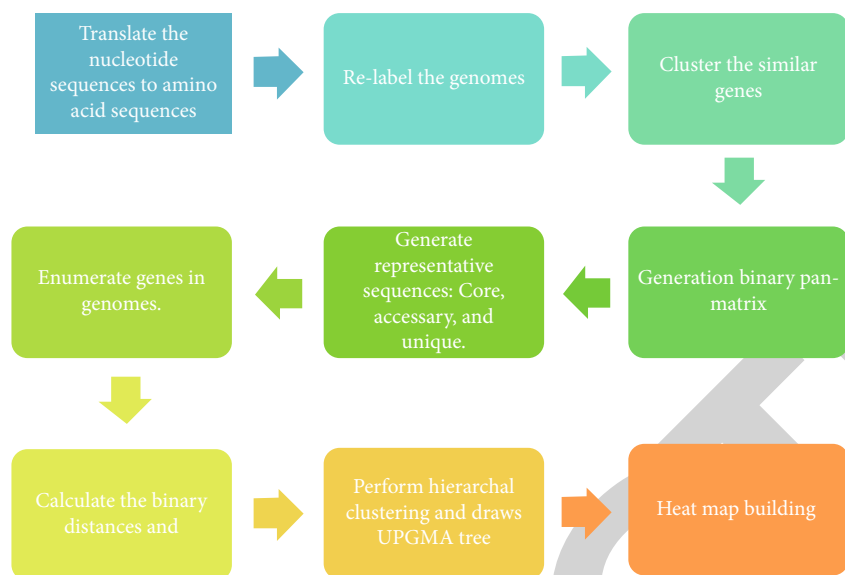 Translate the
nucleotide
sequences to amino
acid sequences
Re-label the genomes
Cluster the similar
genes
Generation binary pan-
matrix
Generate
representative
sequences: Core,
accessary, and
unique.
Enumerate genes in
genomes.
Calculate the binary
distances and
Perform hierarchal
clustering and draws
UPGMA tree
Heat map building